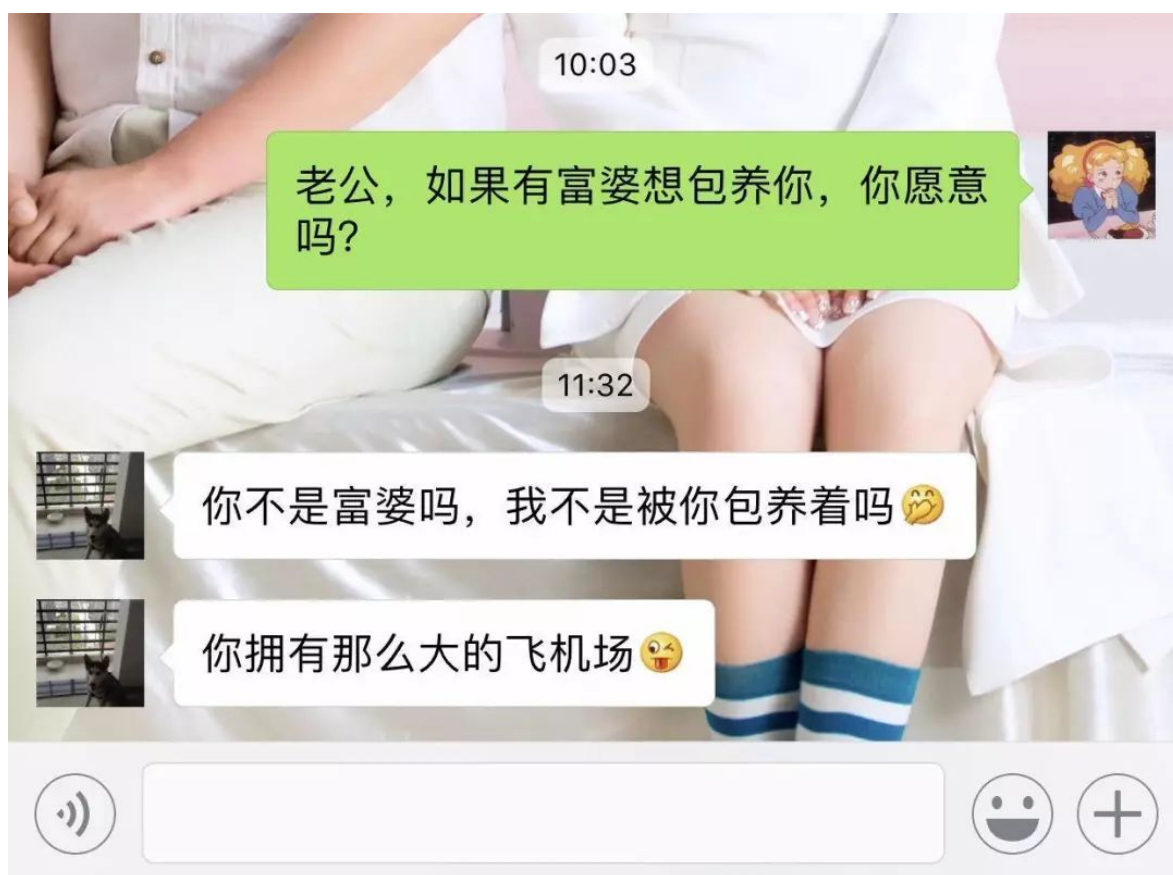 10:03
老公，如果有富婆想包养你，你愿意
吗?
11:32
你不是富婆吗，我不是被你包养着吗🤭
你拥有那么大的飞机场😜